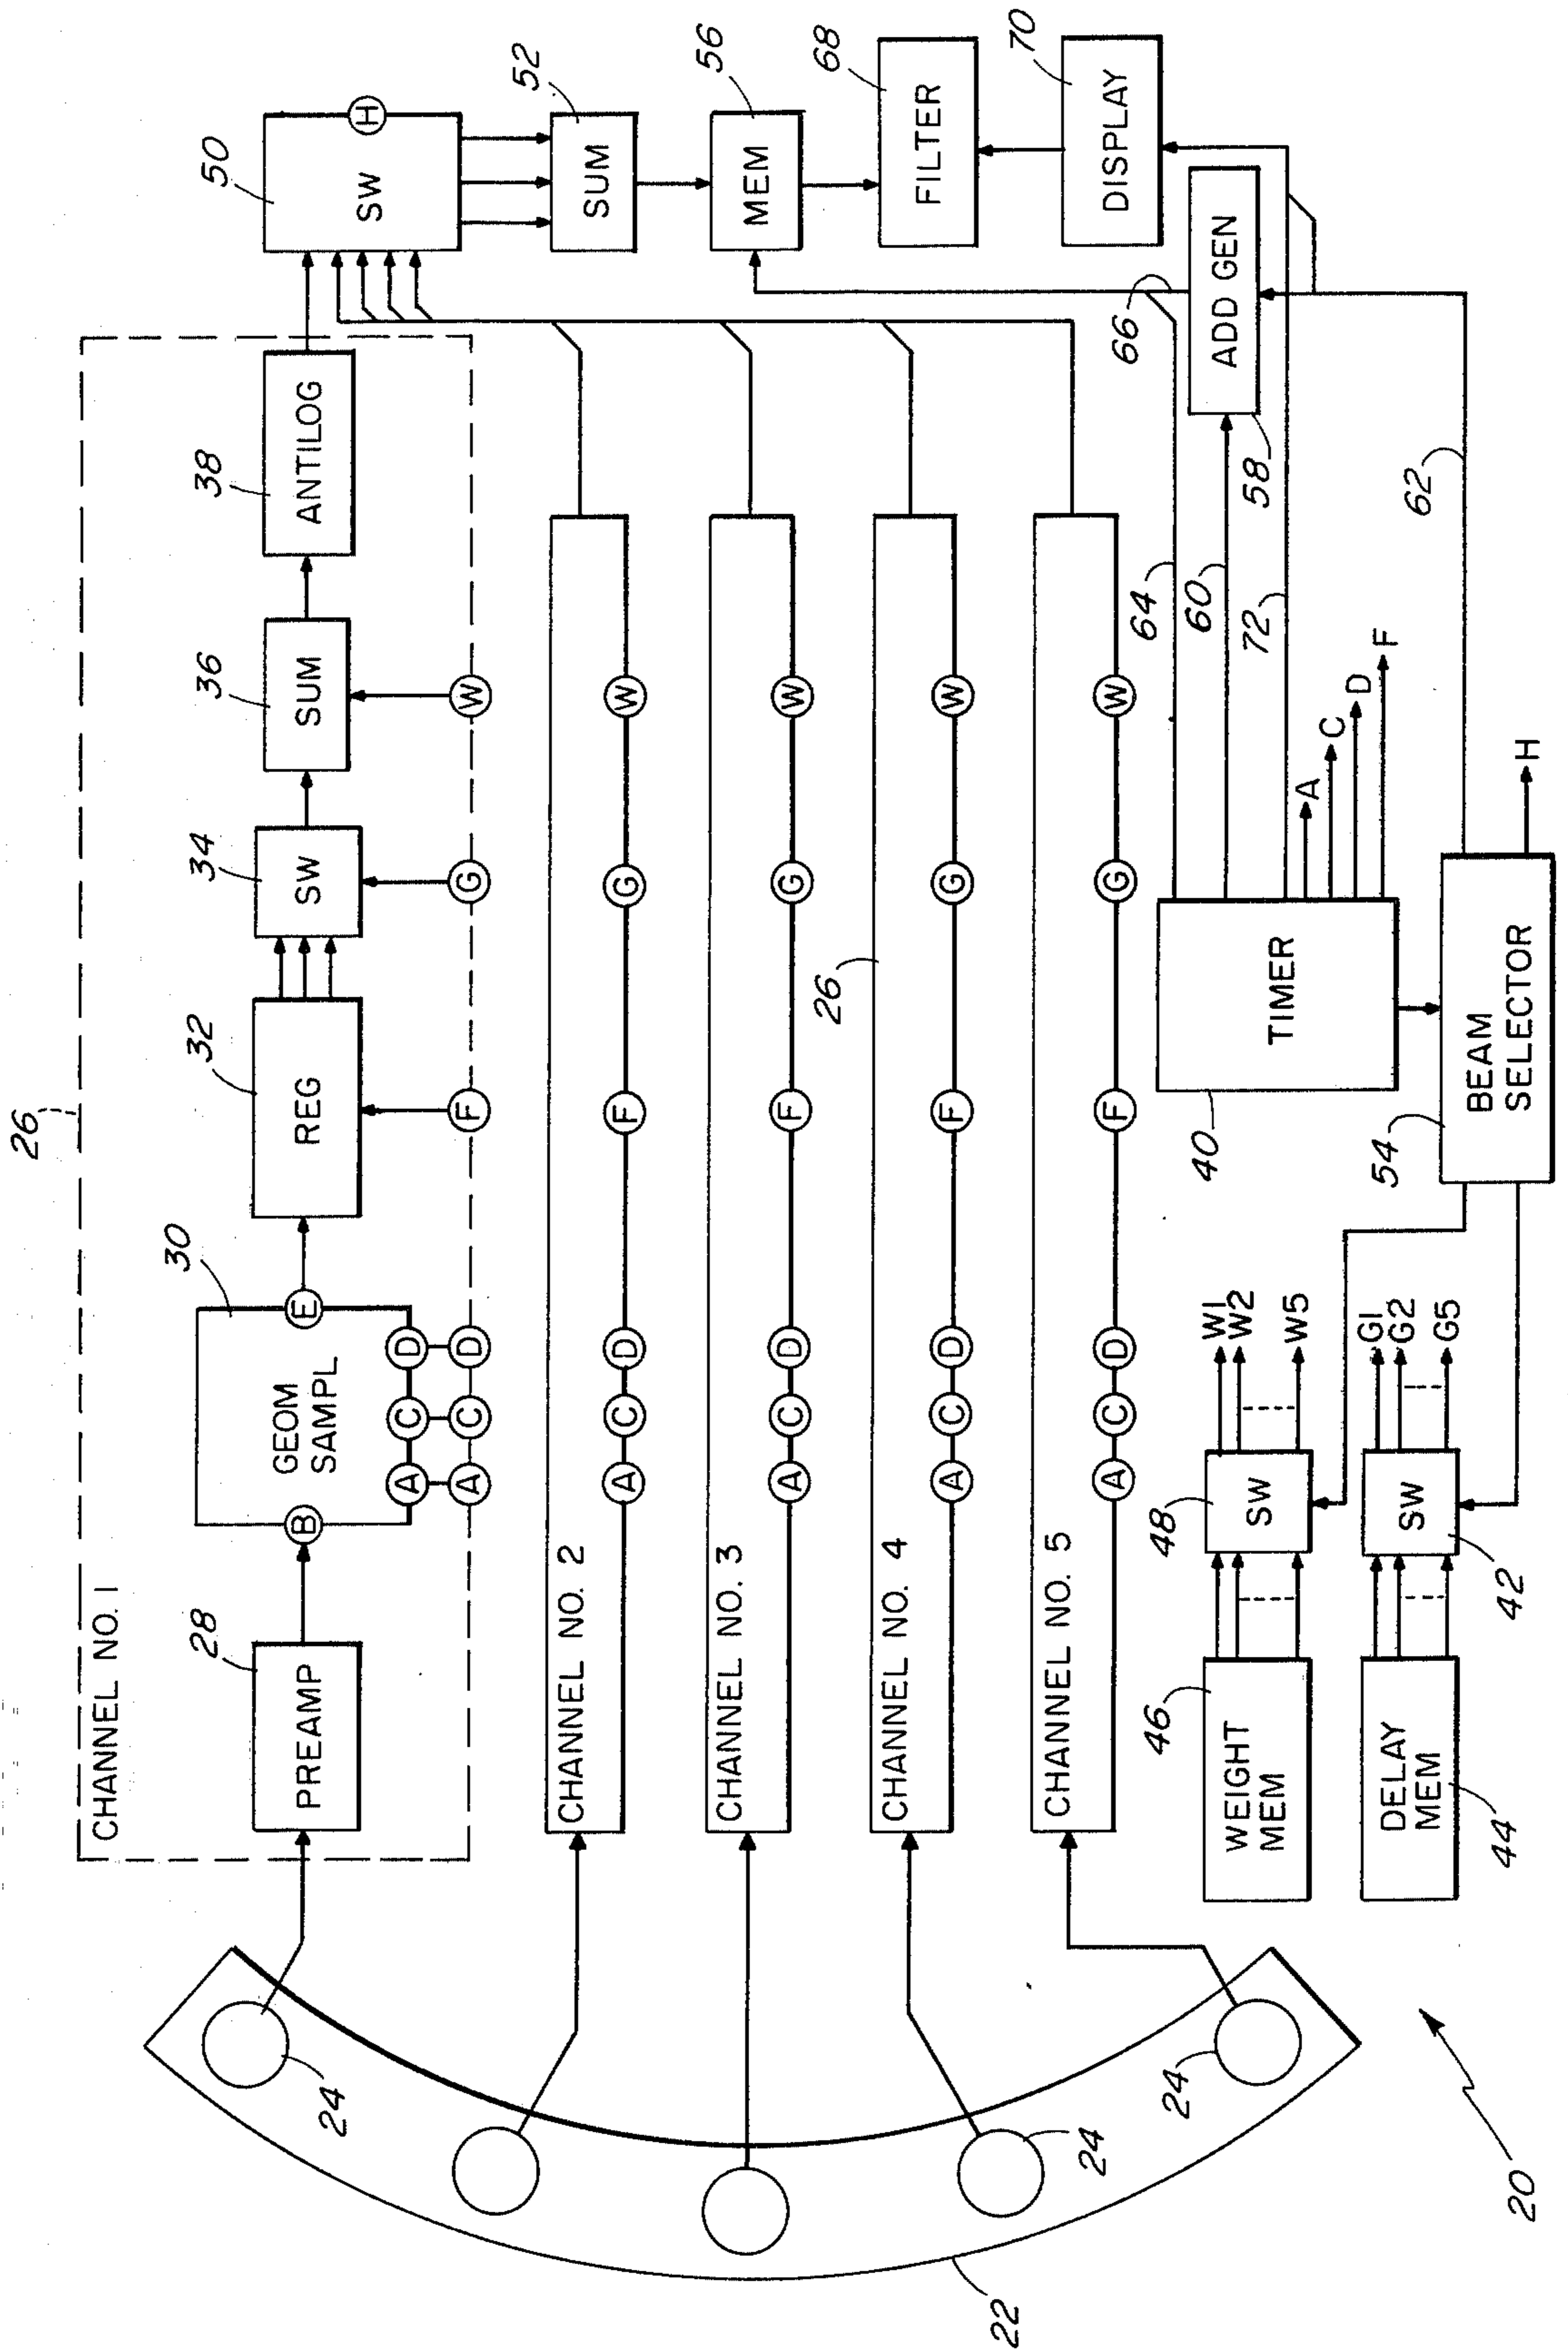 26
CHANNEL NO. 1
28
PREAMP
30
B
GEOM
SAMPL
E
A
C
D
A
C
D
32
REG
F
34
SW
G
36
SUM
W
38
ANTILOG
50
SW
H
52
SUM
56
MEM
68
FILTER
70
DISPLAY
CHANNEL NO. 2
A
C
D
F
G
W
CHANNEL NO. 3
A
C
D
F
G
W
CHANNEL NO. 4
26
A
C
D
F
G
W
CHANNEL NO. 5
A
C
D
F
G
W
24
24
24
22
20
46
WEIGHT
MEM
48
SW
W1
W2
W5
44
DELAY
MEM
42
SW
G1
G2
G5
40
TIMER
A
C
D
F
54
BEAM
SELECTOR
H
64
60
72
62
66
ADD GEN
58